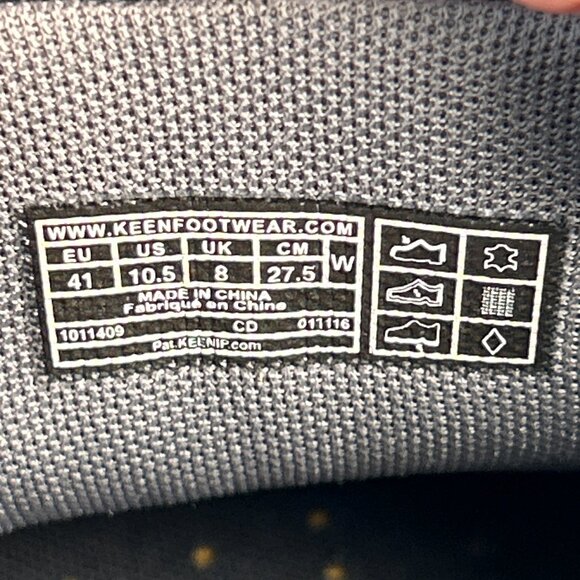 WWW.KEENFOOTWEAR.COM
EU US UK CM W
41 10.5 8 27.5
MADE IN CHINA
Fabriqué en Chine
1011409 CD 011116
Pat.KELNIP.com